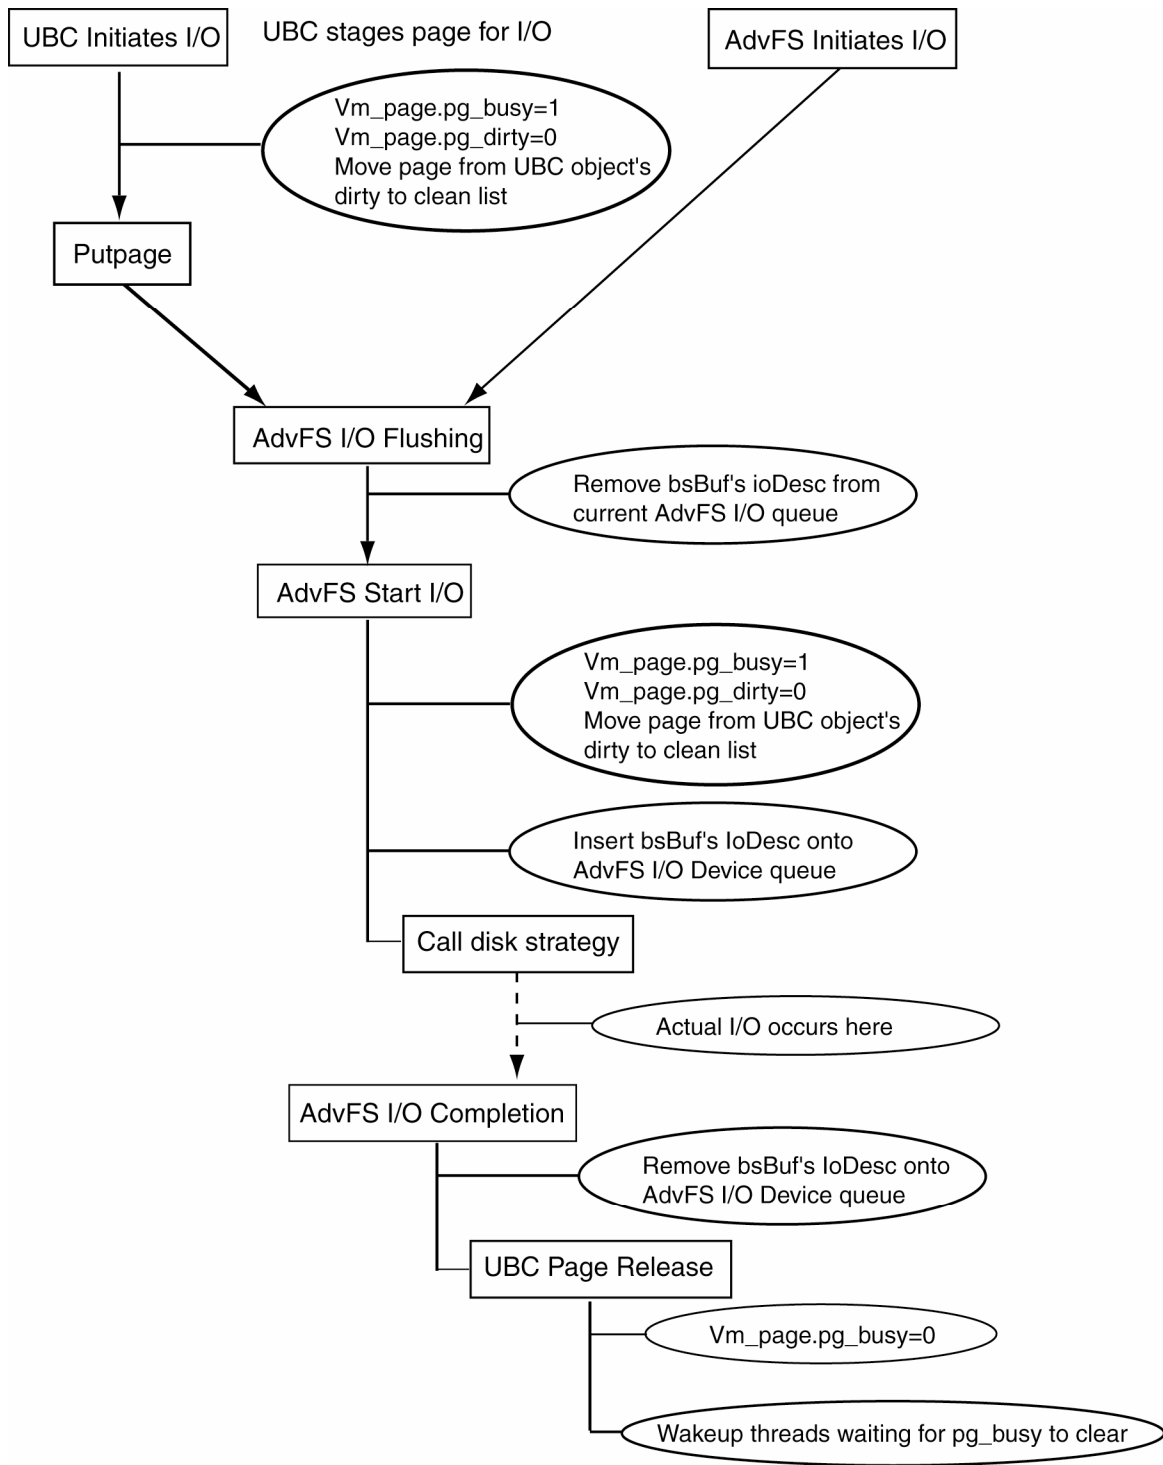 UBC Initiates I/O
UBC stages page for I/O
AdvFS Initiates I/O
Vm_page.pg_busy=1
Vm_page.pg_dirty=0
Move page from UBC object's
dirty to clean list
Putpage
AdvFS I/O Flushing
Remove bsBuf's ioDesc from
current AdvFS I/O queue
AdvFS Start I/O
Vm_page.pg_busy=1
Vm_page.pg_dirty=0
Move page from UBC object's
dirty to clean list
Insert bsBuf's IoDesc onto
AdvFS I/O Device queue
Call disk strategy
Actual I/O occurs here
AdvFS I/O Completion
Remove bsBuf's IoDesc onto
AdvFS I/O Device queue
UBC Page Release
Vm_page.pg_busy=0
Wakeup threads waiting for pg_busy to clear